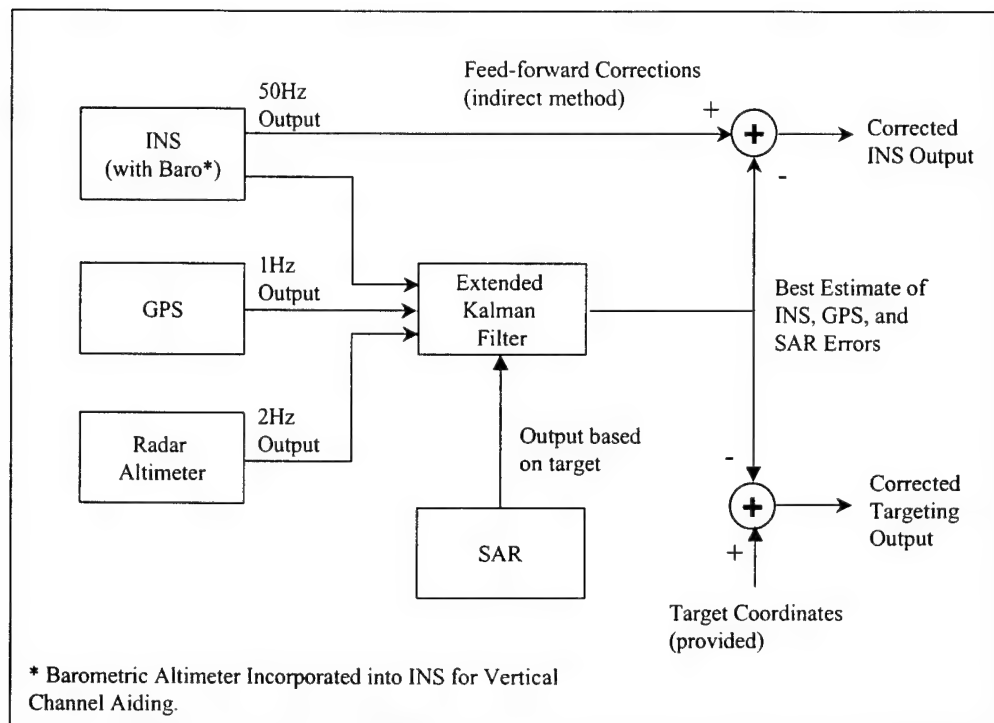 50Hz
Output
Feed-forward Corrections
(indirect method)
INS
(with Baro*)
+
+
-
Corrected
INS Output
1Hz
Output
GPS
Extended
Kalman
Filter
Best Estimate of
INS, GPS, and
SAR Errors
2Hz
Output
Radar
Altimeter
Output based
on target
SAR
-
+
+
Corrected
Targeting
Output
Target Coordinates
(provided)
* Barometric Altimeter Incorporated into INS for Vertical
Channel Aiding.